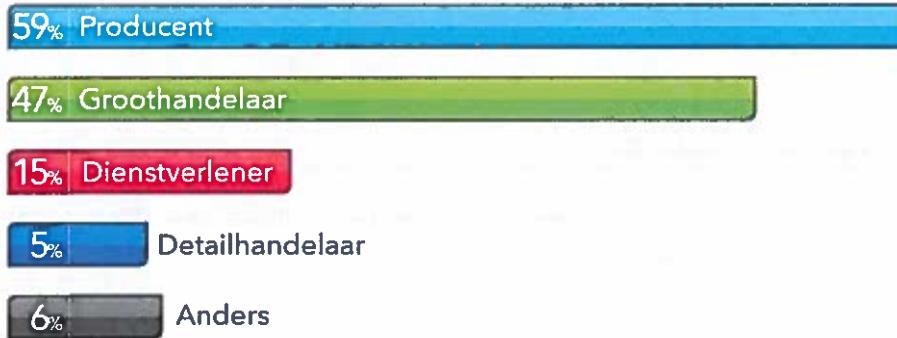 59% Producent
47% Groothandelaar
15% Dienstverlener
5% Detailhandelaar
6% Anders